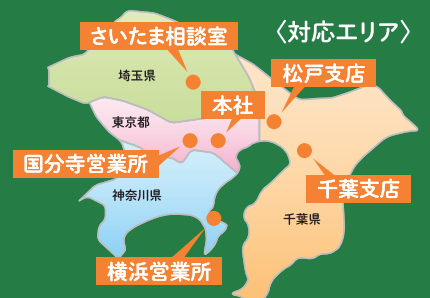 さいたま相談室
〈対応エリア〉
埼玉県
松戸支店
本社
東京都
国分寺営業所
千葉支店
神奈川県
千葉県
横浜営業所